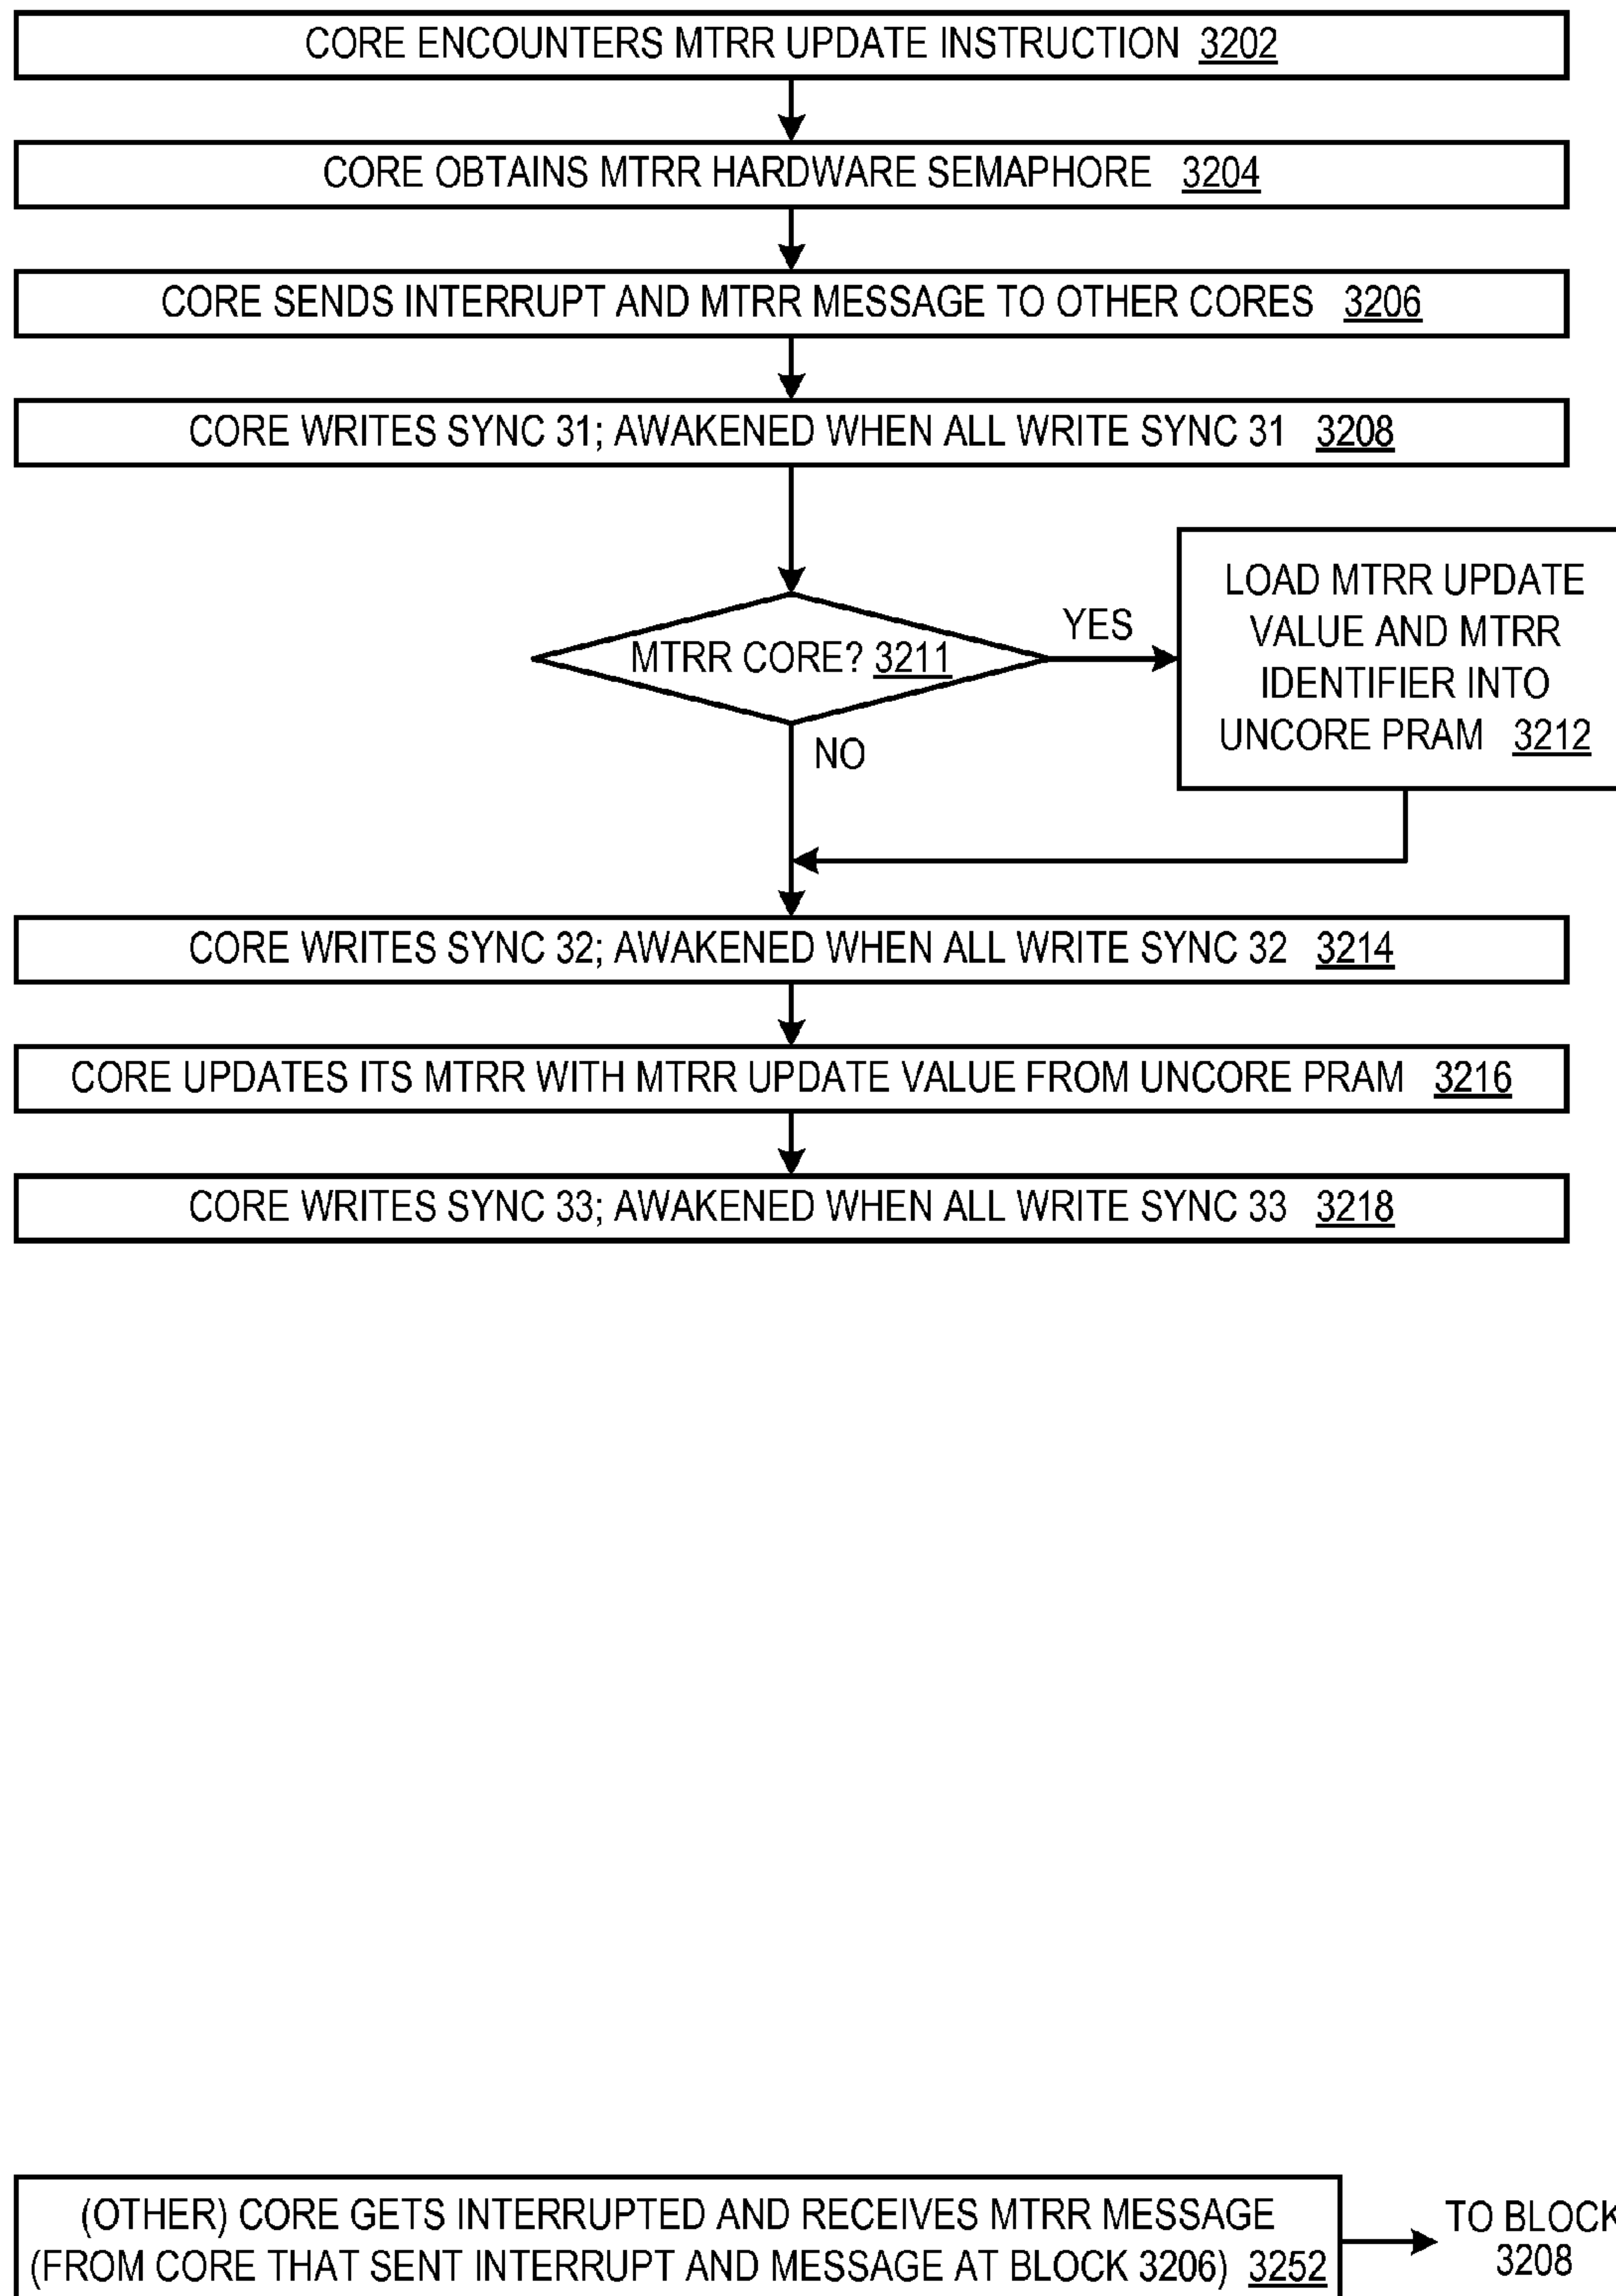 CORE ENCOUNTERS MTRR UPDATE INSTRUCTION 3202
CORE OBTAINS MTRR HARDWARE SEMAPHORE 3204
CORE SENDS INTERRUPT AND MTRR MESSAGE TO OTHER CORES 3206
CORE WRITES SYNC 31; AWAKENED WHEN ALL WRITE SYNC 31 3208
MTRR CORE? 3211
YES
LOAD MTRR UPDATE
VALUE AND MTRR
IDENTIFIER INTO
UNCORE PRAM 3212
NO
CORE WRITES SYNC 32; AWAKENED WHEN ALL WRITE SYNC 32 3214
CORE UPDATES ITS MTRR WITH MTRR UPDATE VALUE FROM UNCORE PRAM 3216
CORE WRITES SYNC 33; AWAKENED WHEN ALL WRITE SYNC 33 3218
(OTHER) CORE GETS INTERRUPTED AND RECEIVES MTRR MESSAGE
(FROM CORE THAT SENT INTERRUPT AND MESSAGE AT BLOCK 3206) 3252
TO BLOCK
3208